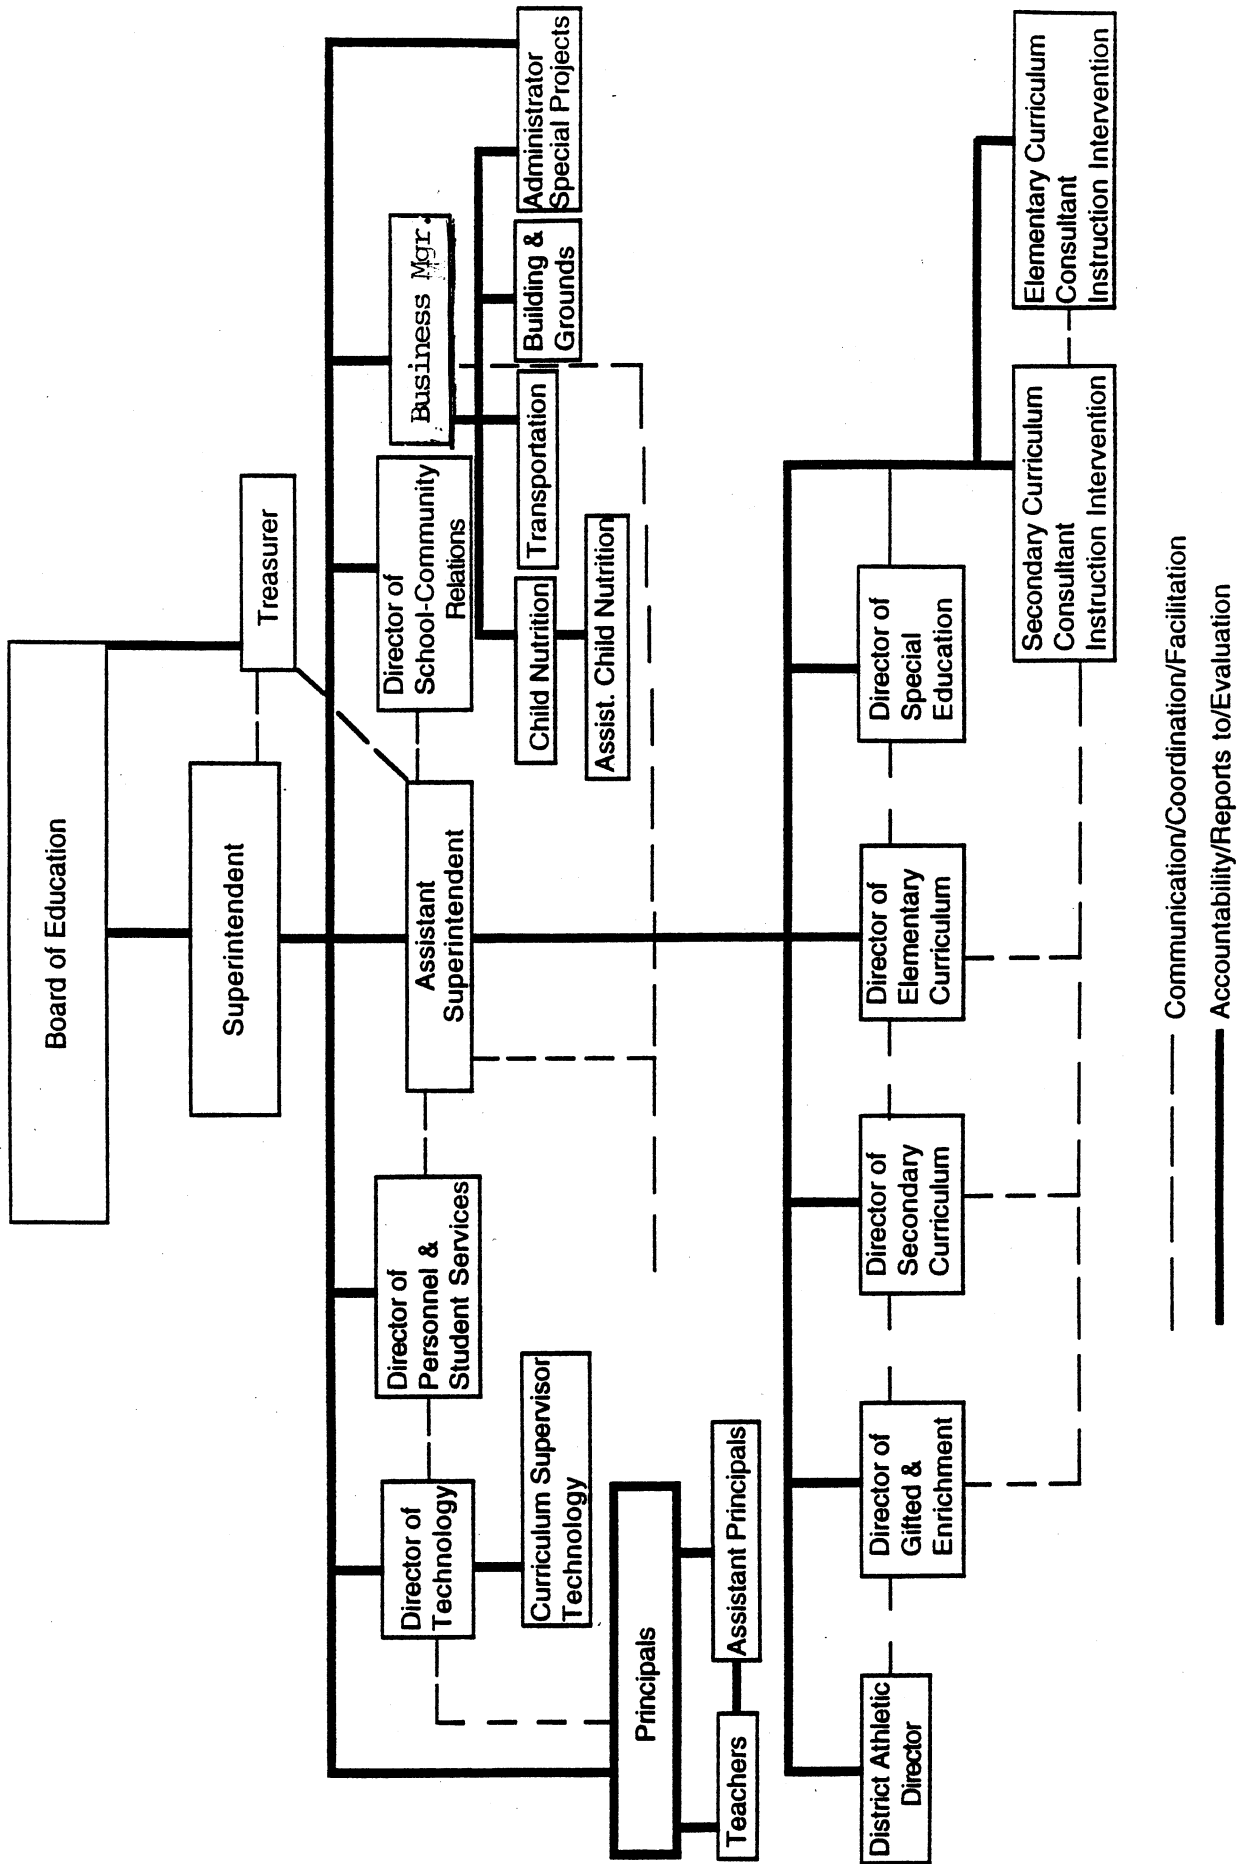 Board of Education
Superintendent
Treasurer
Director of
Technology
Director of
Personnel &
Student Services
Assistant
Superintendent
Director of
School-Community
Relations
Business Mgr.
Curriculum Supervisor
Technology
Child Nutrition
Transportation
Building &
Grounds
Administrator
Special Projects
Assist. Child Nutrition
Principals
Teachers
Assistant Principals
District Athletic
Director
Director of
Gifted &
Enrichment
Director of
Secondary
Curriculum
Director of
Elementary
Curriculum
Director of
Special
Education
Secondary Curriculum
Consultant
Instruction Intervention
Elementary Curriculum
Consultant
Instruction Intervention
Communication/Coordination/Facilitation
Accountability/Reports to/Evaluation